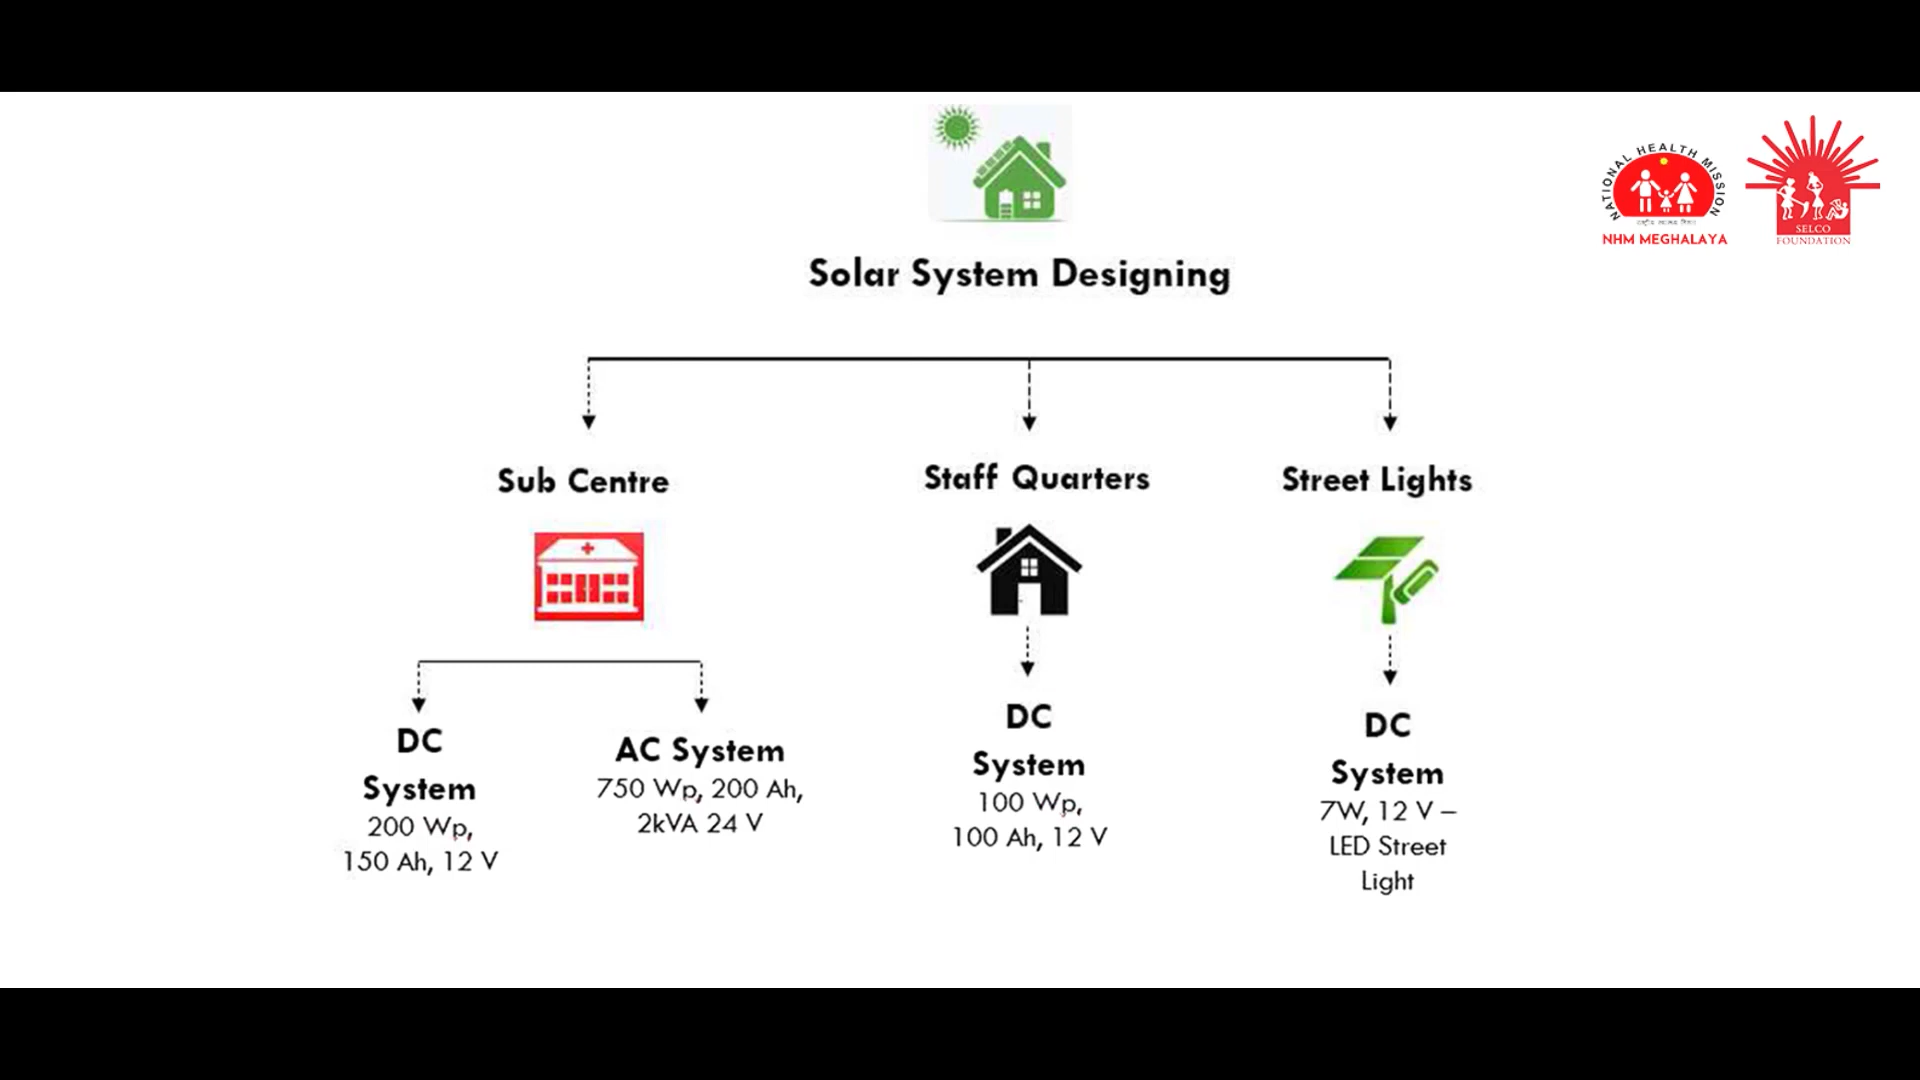 NATIONAL HEALTH MISSION
NHM MEGHALAYA
SELCO
FOUNDATION
Solar System Designing
Sub Centre
Staff Quarters
Street Lights
DC
System
200 Wp,
150 Ah, 12 V
AC System
750 Wp, 200 Ah,
2kVA 24 V
DC
System
100 Wp,
100 Ah, 12 V
DC
System
7W, 12 V –
LED Street
Light